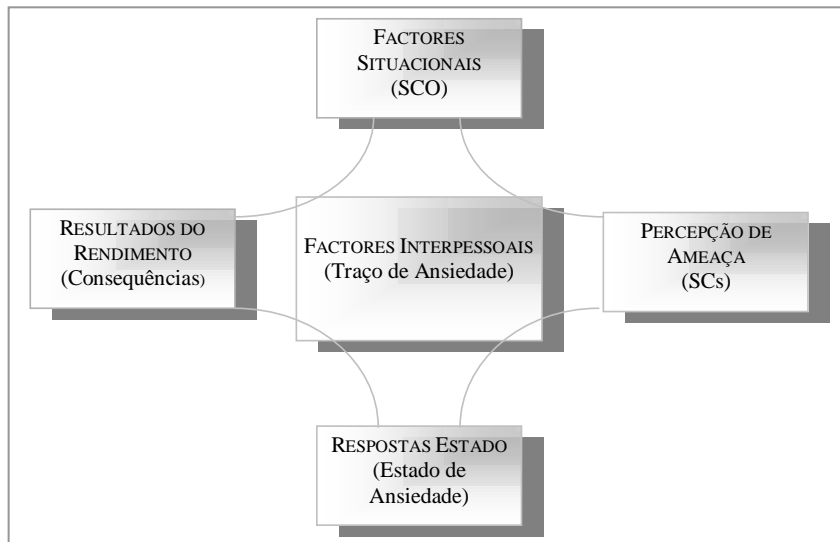 FACTORES
SITUACIONAIS
(SCO)
RESULTADOS DO
RENDIMENTO
(Consequências)
FACTORES INTERPESSOAIS
(Traço de Ansiedade)
PERCEPÇÃO DE
AMEAÇA
(SCs)
RESPOSTAS ESTADO
(Estado de
Ansiedade)